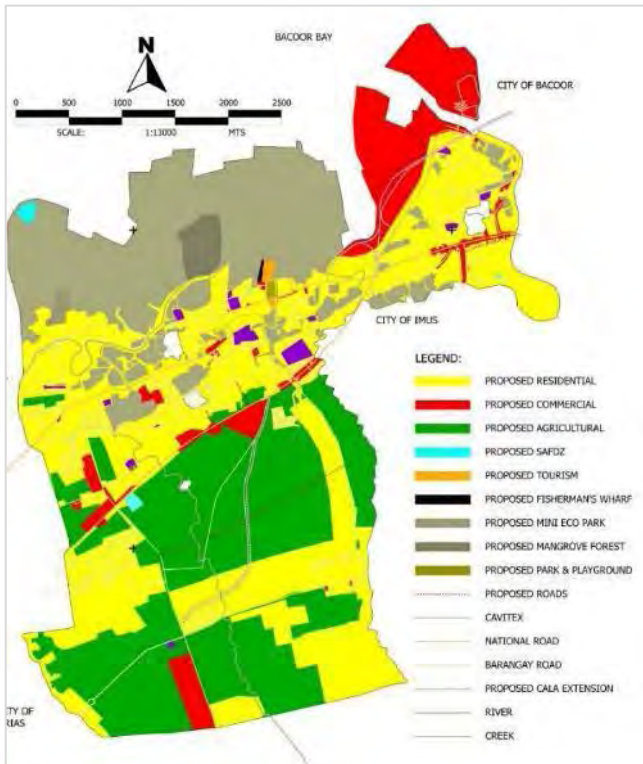 BACOOR BAY
N
CITY OF BACOOR
0 500 1000 1500 2000 2500
SCALE: 1:13000 MTS
CITY OF IMUS
LEGEND:
PROPOSED RESIDENTIAL
PROPOSED COMMERCIAL
PROPOSED AGRICULTURAL
PROPOSED SAFDZ
PROPOSED TOURISM
PROPOSED FISHERMAN'S WHARF
PROPOSED MINI ECO PARK
PROPOSED MANGROVE FOREST
PROPOSED PARK & PLAYGROUND
PROPOSED ROADS
CAVITEX
NATIONAL ROAD
BARANGAY ROAD
PROPOSED CALA EXTENSION
RIVER
CREEK
ITY OF
RIAS